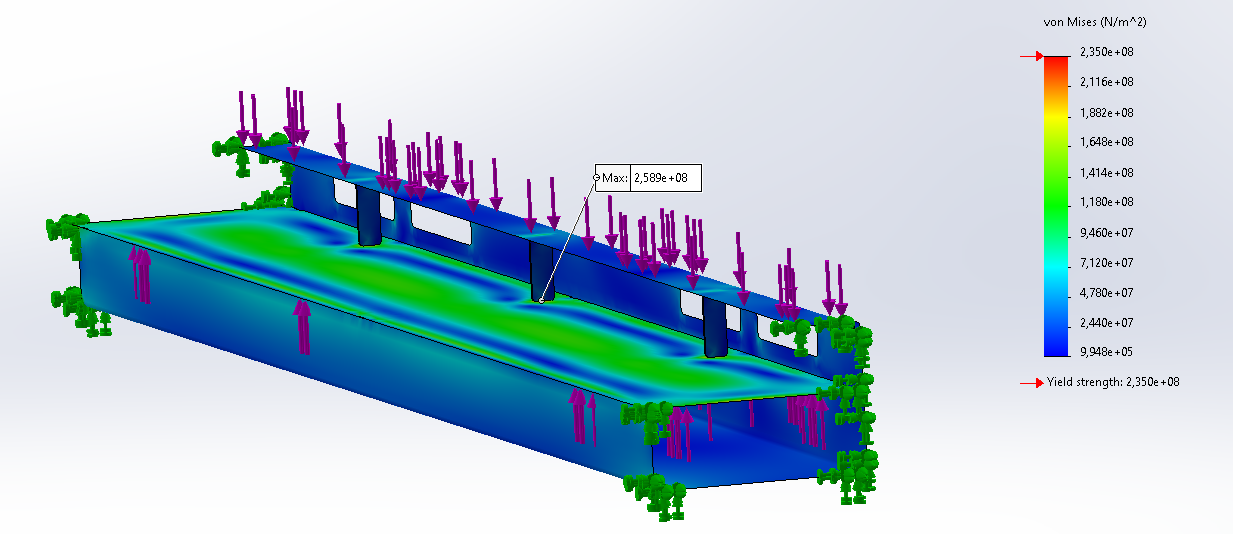 von Mises (N/m^2)
2,350e+08
2,116e+08
1,882e+08
1,648e+08
1,414e+08
1,180e+08
9,460e+07
7,120e+07
4,780e+07
2,440e+07
9,948e+05
Yield strength: 2,350e+08
Max: 2,589e+08